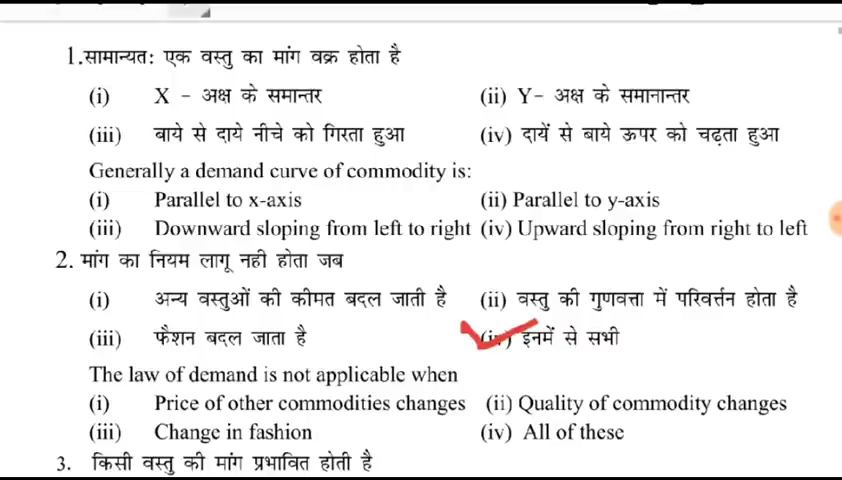 1.सामान्यतः एक वस्तु का मांग वक्र होता है
(i) X - अक्ष के समान्तर (ii) Y- अक्ष के समानान्तर
(iii) बाये से दाये नीचे को गिरता हुआ (iv) दायें से बाये ऊपर को चढ़ता हुआ
Generally a demand curve of commodity is:
(i) Parallel to x-axis (ii) Parallel to y-axis
(iii) Downward sloping from left to right (iv) Upward sloping from right to left
2. मांग का नियम लागू नही होता जब
(i) अन्य वस्तुओं की कीमत बदल जाती है (ii) वस्तु की गुणवत्ता में परिवर्त्तन होता है
(iii) फैशन बदल जाता है (iv) इनमें से सभी
The law of demand is not applicable when
(i) Price of other commodities changes (ii) Quality of commodity changes
(iii) Change in fashion (iv) All of these
3. किसी वस्तु की मांग प्रभावित होती है